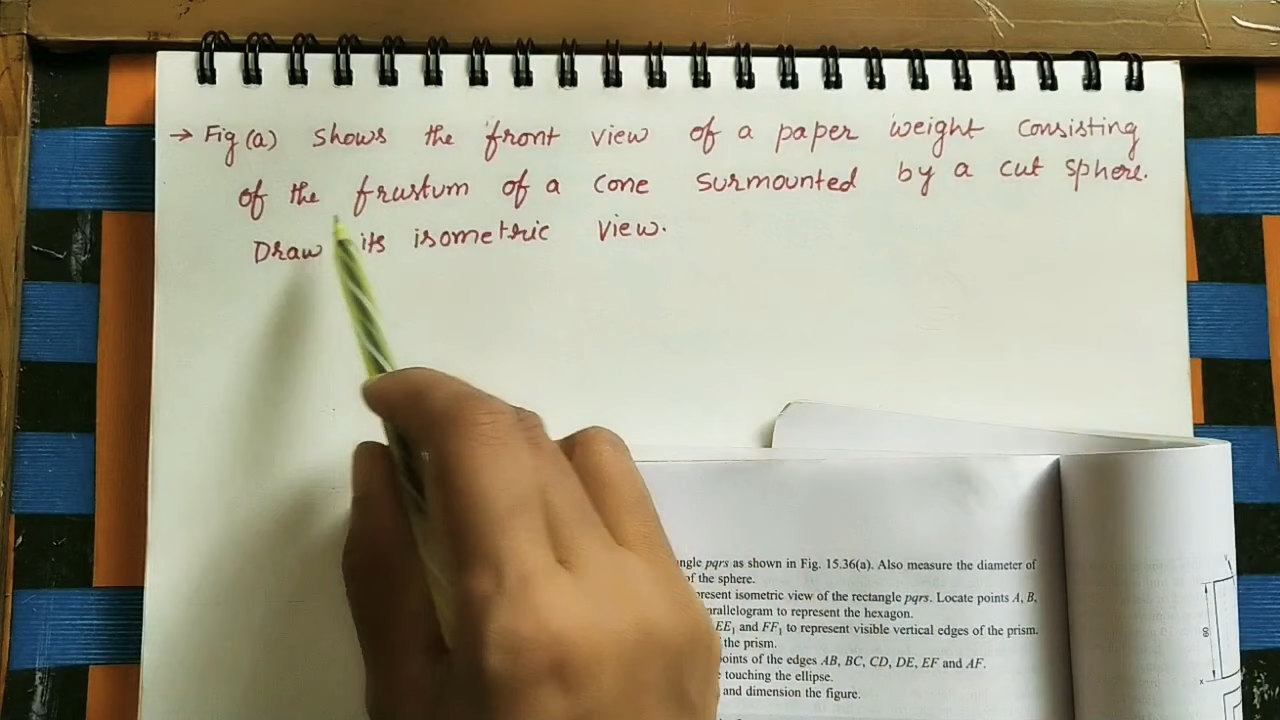 → Fig (a) shows the front view of a paper weight consisting
of the frustum of a cone surmounted by a cut sphere.
Draw its isometric view.
ngle pqrs as shown in Fig. 15.36(a). Also measure the diameter of
of the sphere.
present isometric view of the rectangle pqrs. Locate points A, B,
parallelogram to represent the hexagon.
EE₁ and FF₁ to represent visible vertical edges of the prism.
the prism.
points of the edges AB, BC, CD, DE, EF and AF.
touching the ellipse.
and dimension the figure.